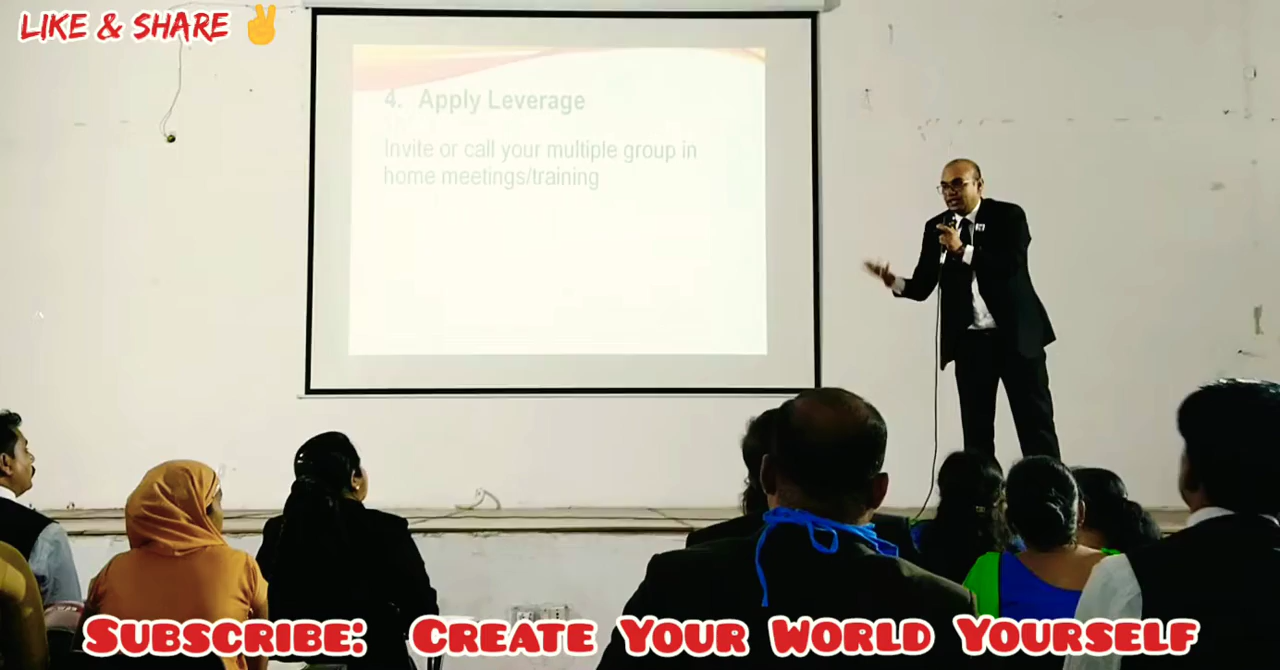 LIKE & SHARE ✌
4. Apply Leverage
Invite or call your multiple group in
home meetings/training
SUBSCRIBE: CREATE YOUR WORLD YOURSELF